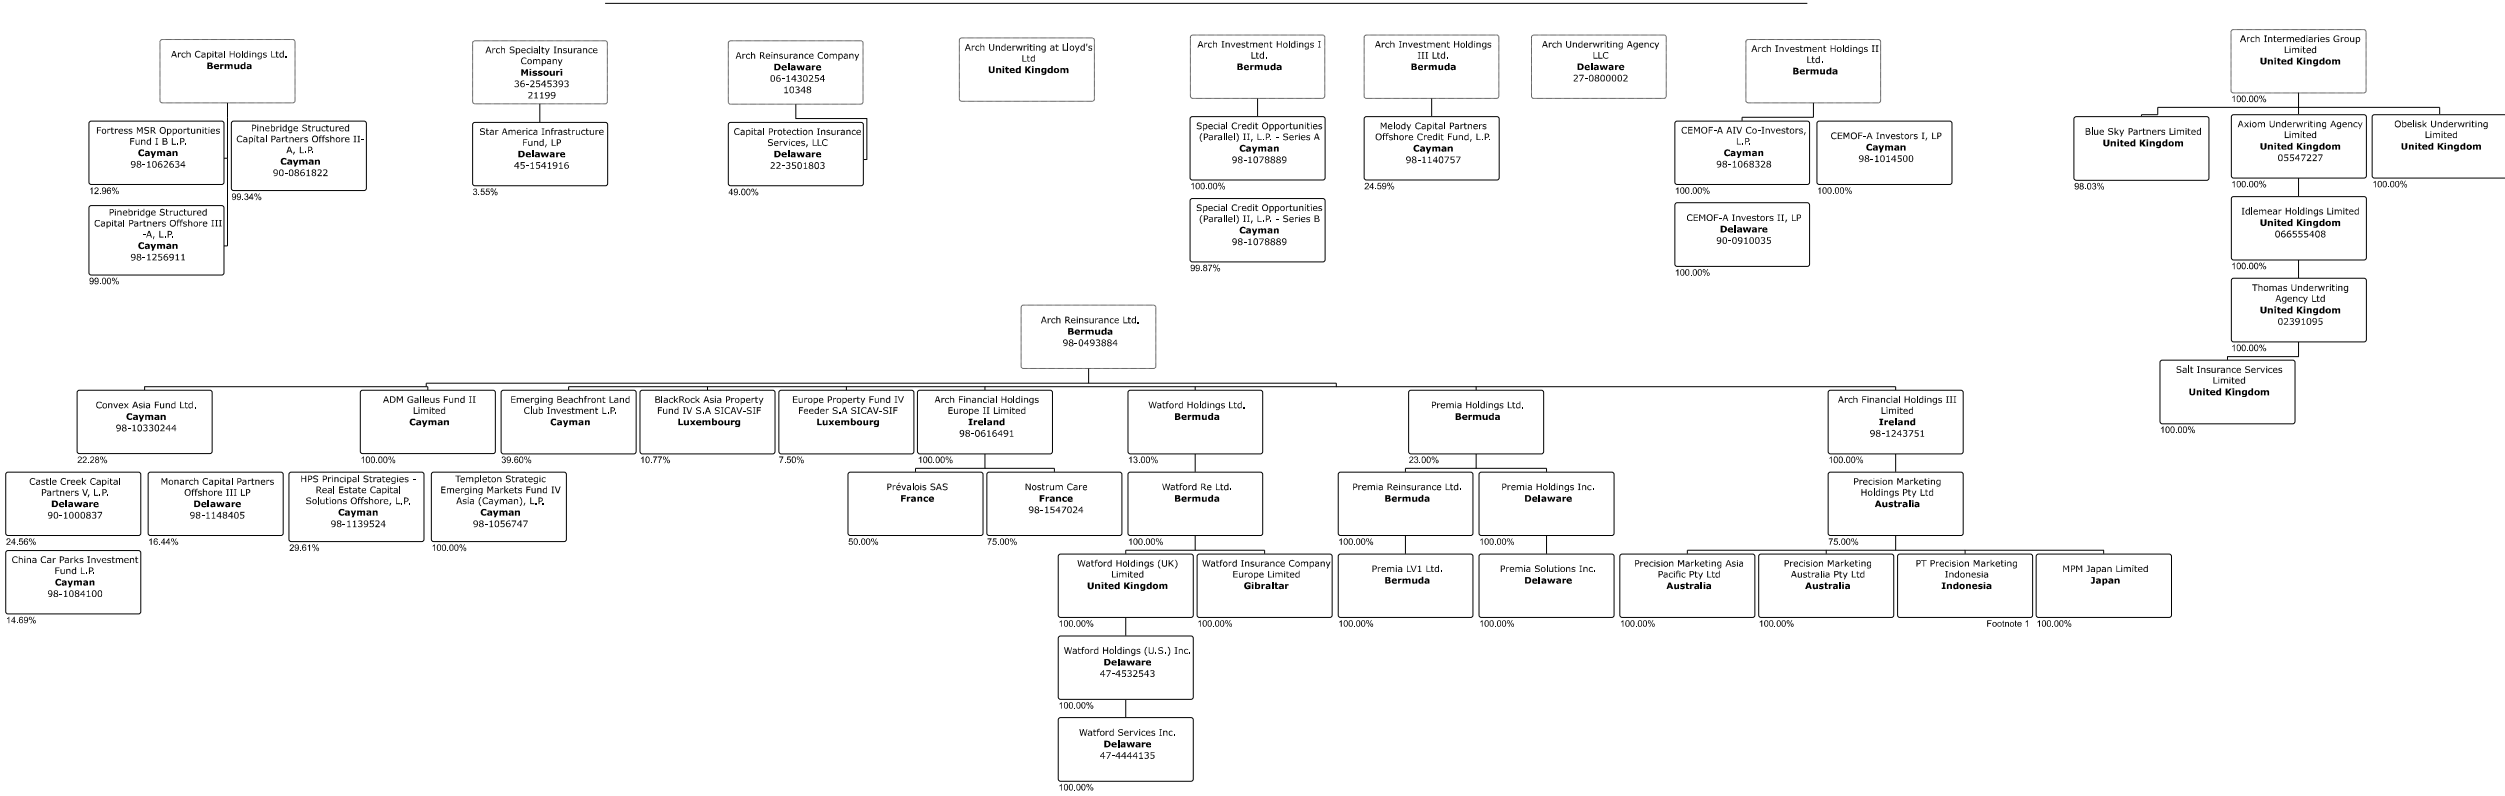 Arch Capital Holdings Ltd.
Bermuda
Fortress MSR Opportunities
Fund I B L.P.
Cayman
98-1062634
12.96%
Pinebridge Structured
Capital Partners Offshore II-
A, L.P.
Cayman
90-0861822
99.34%
Pinebridge Structured
Capital Partners Offshore III
-A, L.P.
Cayman
98-1256911
99.00%
Arch Specialty Insurance
Company
Missouri
36-2545393
21199
Star America Infrastructure
Fund, LP
Delaware
45-1541916
3.55%
Arch Reinsurance Company
Delaware
06-1430254
10348
Capital Protection Insurance
Services, LLC
Delaware
22-3501803
49.00%
Arch Underwriting at Lloyd's
Ltd
United Kingdom
Arch Investment Holdings I
Ltd.
Bermuda
Special Credit Opportunities
(Parallel) II, L.P. - Series A
Cayman
98-1078889
100.00%
Special Credit Opportunities
(Parallel) II, L.P. - Series B
Cayman
98-1078889
99.87%
Arch Investment Holdings
III Ltd.
Bermuda
Melody Capital Partners
Offshore Credit Fund, L.P.
Cayman
98-1140757
24.59%
Arch Underwriting Agency
LLC
Delaware
27-0800002
Arch Investment Holdings II
Ltd.
Bermuda
CEMOF-A AIV Co-Investors,
L.P.
Cayman
98-1068328
100.00%
CEMOF-A Investors I, LP
Cayman
98-1014500
100.00%
CEMOF-A Investors II, LP
Delaware
90-0910035
100.00%
Arch Intermediaries Group
Limited
United Kingdom
100.00%
Blue Sky Partners Limited
United Kingdom
98.03%
Axiom Underwriting Agency
Limited
United Kingdom
05547227
100.00%
Obelisk Underwriting
Limited
United Kingdom
100.00%
Idlemear Holdings Limited
United Kingdom
066555408
100.00%
Thomas Underwriting
Agency Ltd
United Kingdom
02391095
100.00%
Salt Insurance Services
Limited
United Kingdom
100.00%
Arch Reinsurance Ltd.
Bermuda
98-0493884
Convex Asia Fund Ltd.
Cayman
98-10330244
22.28%
ADM Galleus Fund II
Limited
Cayman
100.00%
Emerging Beachfront Land
Club Investment L.P.
Cayman
39.60%
BlackRock Asia Property
Fund IV S.A SICAV-SIF
Luxembourg
10.77%
Europe Property Fund IV
Feeder S.A SICAV-SIF
Luxembourg
7.50%
Arch Financial Holdings
Europe II Limited
Ireland
98-0616491
100.00%
Watford Holdings Ltd.
Bermuda
13.00%
Premia Holdings Ltd.
Bermuda
23.00%
Arch Financial Holdings III
Limited
Ireland
98-1243751
100.00%
Castle Creek Capital
Partners V, L.P.
Delaware
90-1000837
24.56%
Monarch Capital Partners
Offshore III LP
Delaware
98-1148405
16.44%
HPS Principal Strategies -
Real Estate Capital
Solutions Offshore, L.P.
Cayman
98-1139524
29.61%
Templeton Strategic
Emerging Markets Fund IV
Asia (Cayman), L.P.
Cayman
98-1056747
100.00%
Prévalois SAS
France
50.00%
Nostrum Care
France
98-1547024
75.00%
Watford Re Ltd.
Bermuda
100.00%
Premia Reinsurance Ltd.
Bermuda
100.00%
Premia Holdings Inc.
Delaware
100.00%
Precision Marketing
Holdings Pty Ltd
Australia
75.00%
China Car Parks Investment
Fund L.P.
Cayman
98-1084100
14.69%
Watford Holdings (UK)
Limited
United Kingdom
100.00%
Watford Insurance Company
Europe Limited
Gibraltar
100.00%
Premia LV1 Ltd.
Bermuda
100.00%
Premia Solutions Inc.
Delaware
100.00%
Precision Marketing Asia
Pacific Pty Ltd
Australia
100.00%
Precision Marketing
Australia Pty Ltd
Australia
100.00%
PT Precision Marketing
Indonesia
Indonesia
Footnote 1
MPM Japan Limited
Japan
100.00%
Watford Holdings (U.S.) Inc.
Delaware
47-4532543
100.00%
Watford Services Inc.
Delaware
47-4444135
100.00%